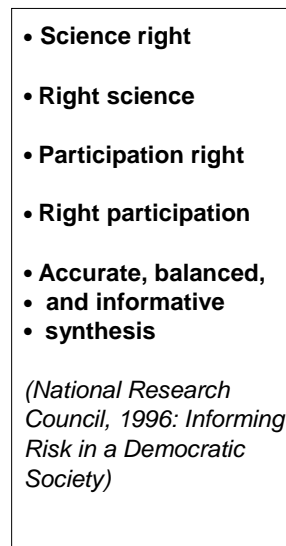 • Science right
• Right science
• Participation right
• Right participation
• Accurate, balanced,
• and informative
• synthesis
(National Research
Council, 1996: Informing
Risk in a Democratic
Society)